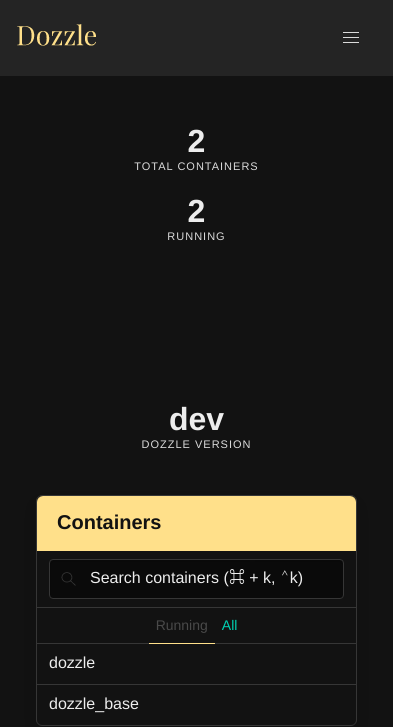 Dozzle
2
TOTAL CONTAINERS
2
RUNNING
dev
DOZZLE VERSION
Containers
Search containers (⌘ + k, ⌃k)
Running All
dozzle
dozzle_base